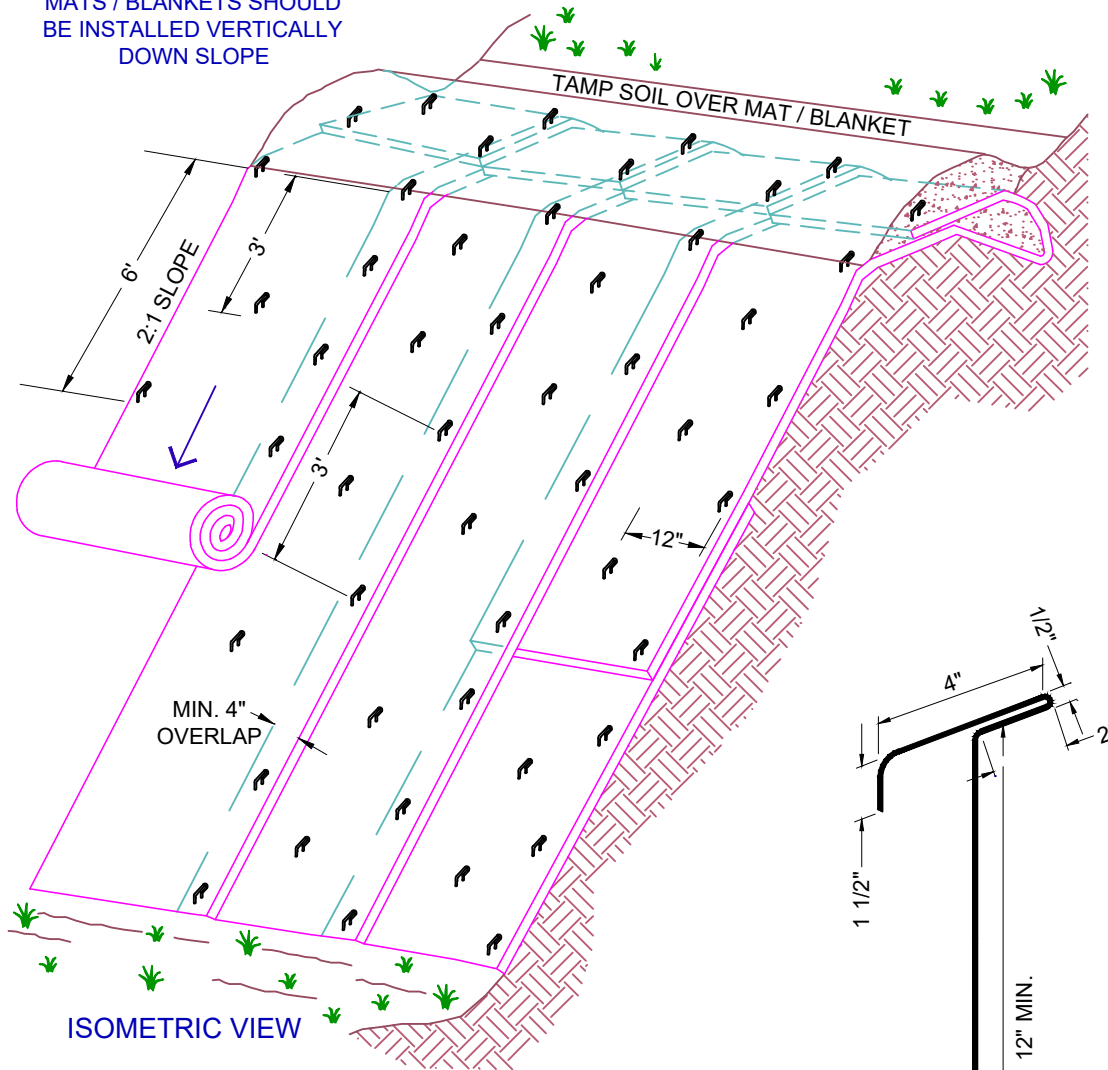 MATS / BLANKETS SHOULD
BE INSTALLED VERTICALLY
DOWN SLOPE
TAMP SOIL OVER MAT / BLANKET
6'
2:1 SLOPE
3'
3'
12"
MIN. 4"
OVERLAP
1/2"
4"
2
1 1/2"
12" MIN.
ISOMETRIC VIEW